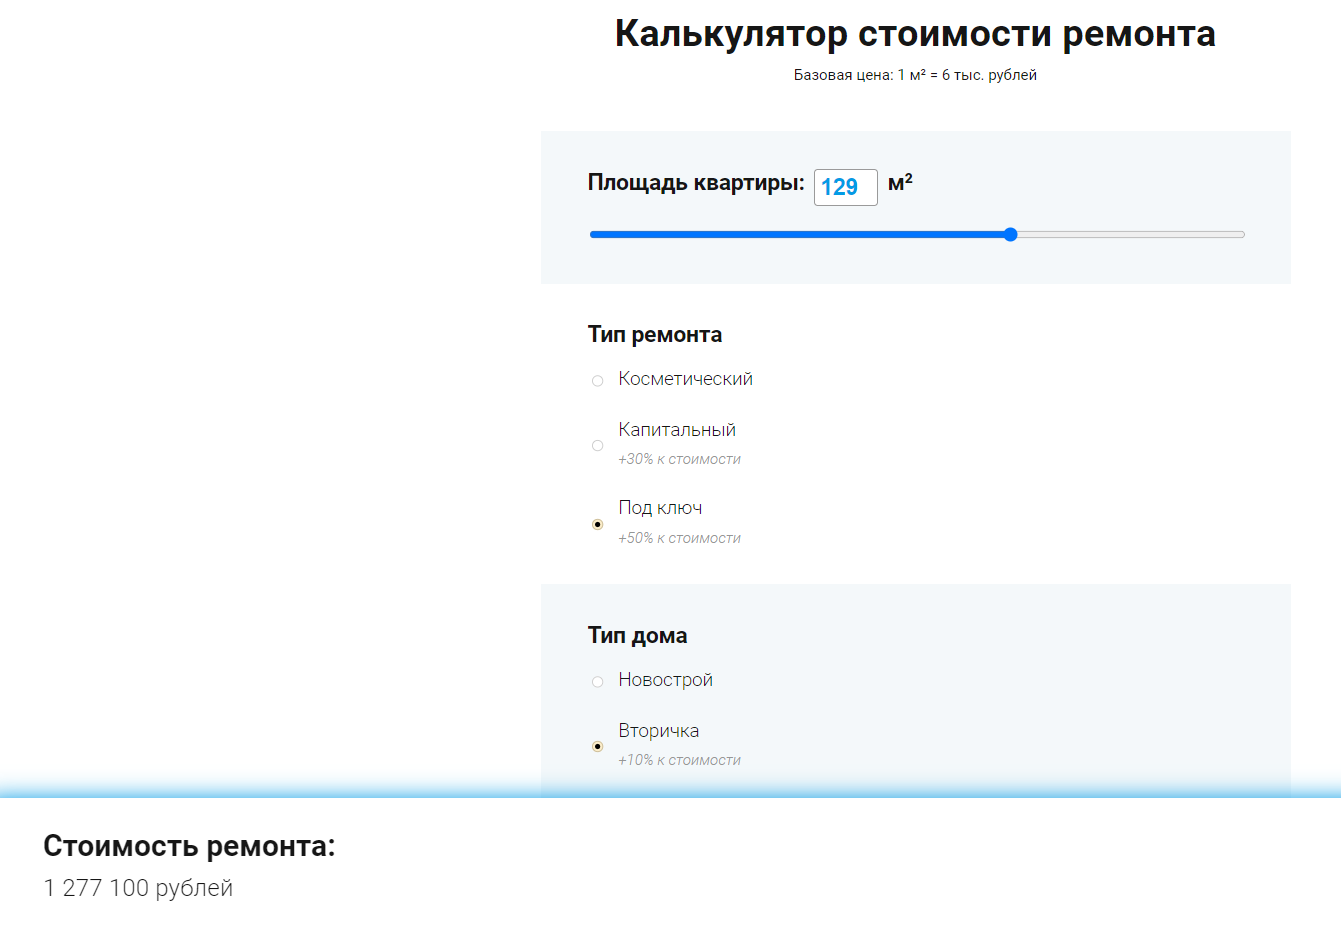 Калькулятор стоимости ремонта
Базовая цена: 1 м² = 6 тыс. рублей
Площадь квартиры: 129 м²
Тип ремонта
Косметический
Капитальный
+30% к стоимости
Под ключ
+50% к стоимости
Тип дома
Новострой
Вторичка
+10% к стоимости
Стоимость ремонта:
1 277 100 рублей